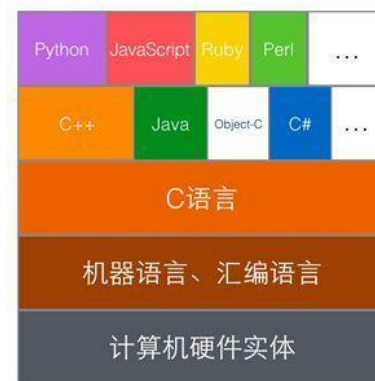 Python JavaScript Ruby Perl ...
C++ Java Object-C C# ...
C语言
机器语言、汇编语言
计算机硬件实体